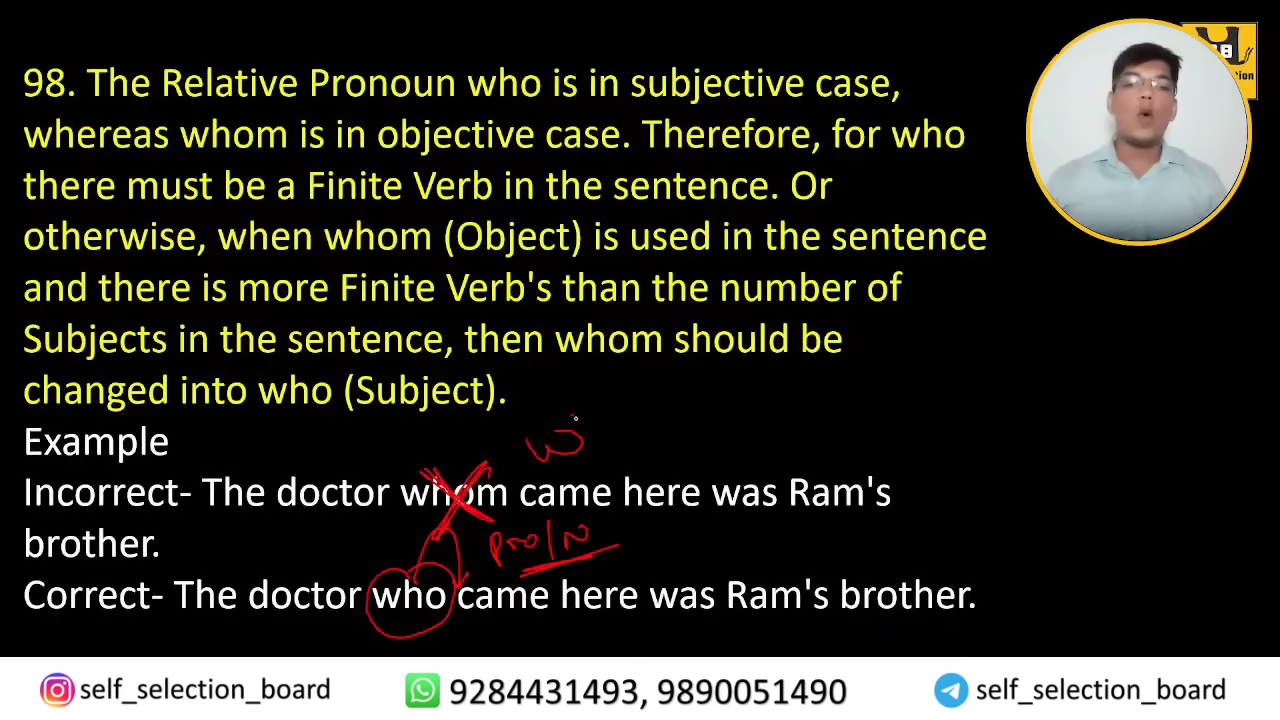 98. The Relative Pronoun who is in subjective case,
whereas whom is in objective case. Therefore, for who
there must be a Finite Verb in the sentence. Or
otherwise, when whom (Object) is used in the sentence
and there is more Finite Verb's than the number of
Subjects in the sentence, then whom should be
changed into who (Subject).
Example
W
Incorrect- The doctor whom came here was Ram's
brother.
Pro/N
Correct- The doctor who came here was Ram's brother.
self_selection_board
9284431493, 9890051490
self_selection_board